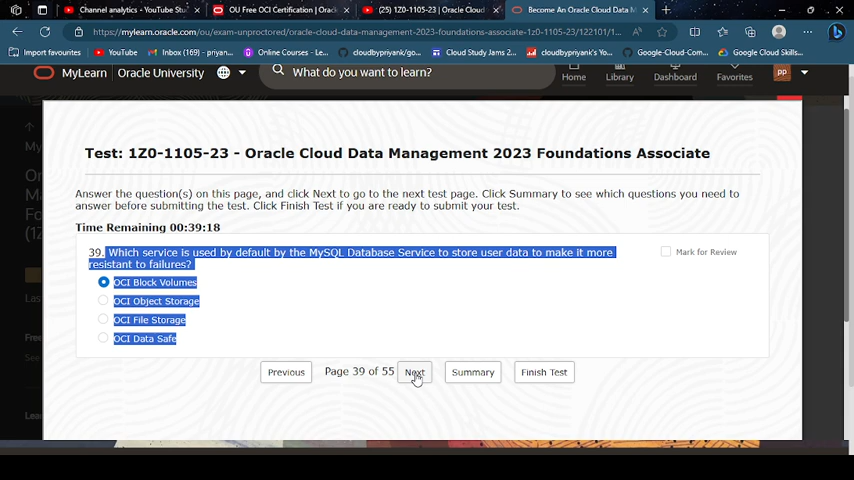 Channel analytics - YouTube Stu
OU Free OCI Certification | Orac
(25) 1Z0-1105-23 | Oracle Cloud
Become An Oracle Cloud Data M
https://mylearn.oracle.com/ou/exam-unproctored/oracle-cloud-data-management-2023-foundations-associate-1z0-1105-23/122101/1...
Import favourites
YouTube
Inbox (169) - priyan...
Online Courses - Le...
cloudbypriyank/go...
Cloud Study Jams 2...
cloudbypriyank's Yo...
Google-Cloud-Com...
Google Cloud Skills...
MyLearn
Oracle University
What do you want to learn?
Home
Library
Dashboard
Favorites
PP
Test: 1Z0-1105-23 - Oracle Cloud Data Management 2023 Foundations Associate
Answer the question(s) on this page, and click Next to go to the next test page. Click Summary to see which questions you need to
answer before submitting the test. Click Finish Test if you are ready to submit your test.
Time Remaining 00:39:18
39. Which service is used by default by the MySQL Database Service to store user data to make it more
resistant to failures?
Mark for Review
OCI Block Volumes
OCI Object Storage
OCI File Storage
OCI Data Safe
Previous
Page 39 of 55
Next
Summary
Finish Test